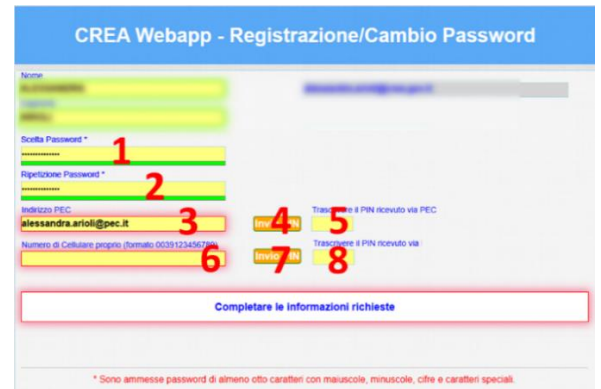 CREA Webapp - Registrazione/Cambio Password
Nome
Scelta Password *
1
Ripetizione Password *
2
Indirizzo PEC
Trascrivere il PIN ricevuto via PEC
alessandra.arioli@pec.it
3
Invio
4
5
Numero di Cellulare proprio (formato 0039123456789)
Trascrivere il PIN ricevuto via
6
Invio
7
8
Completare le informazioni richieste
* Sono ammesse password di almeno otto caratteri con maiuscole, minuscole, cifre e caratteri speciali.